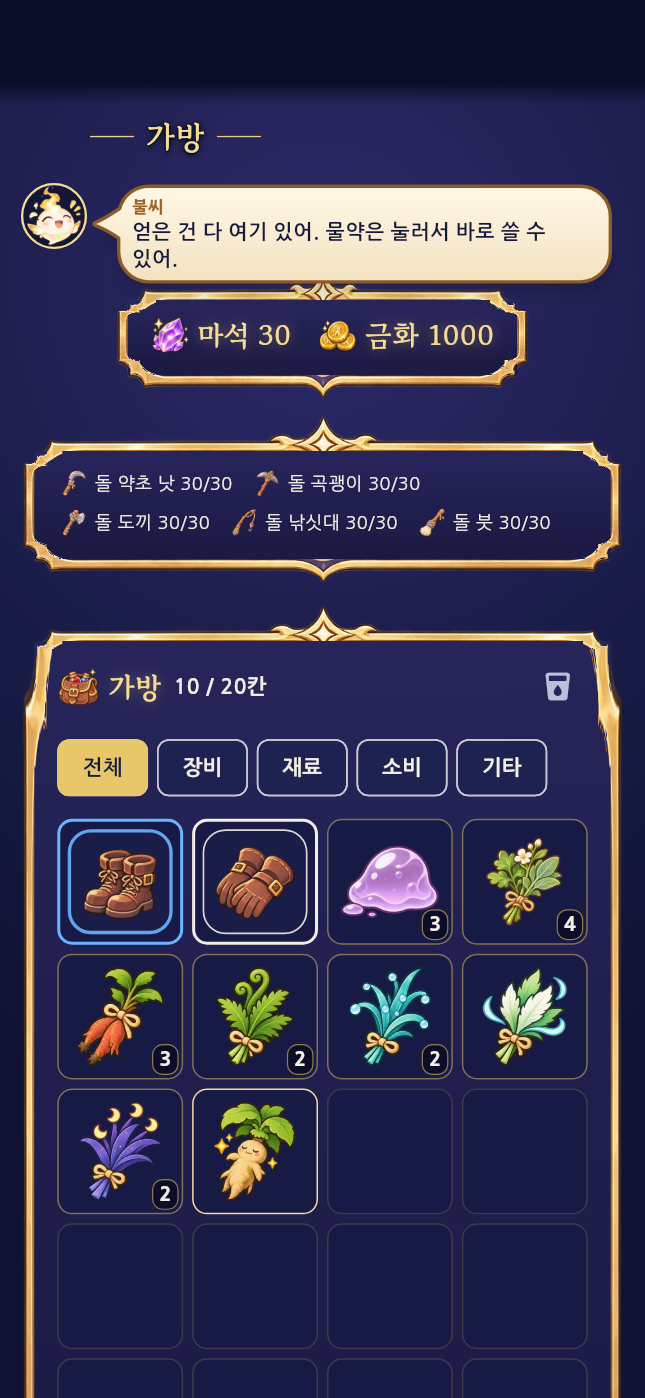 가방
불씨
얻은 건 다 여기 있어. 물약은 눌러서 바로 쓸 수
있어.
마석 30 금화 1000
돌 약초 낫 30/30 돌 곡괭이 30/30
돌 도끼 30/30 돌 낚싯대 30/30 돌 붓 30/30
가방 10 / 20칸
전체 장비 재료 소비 기타
3 4
3 2 2
2